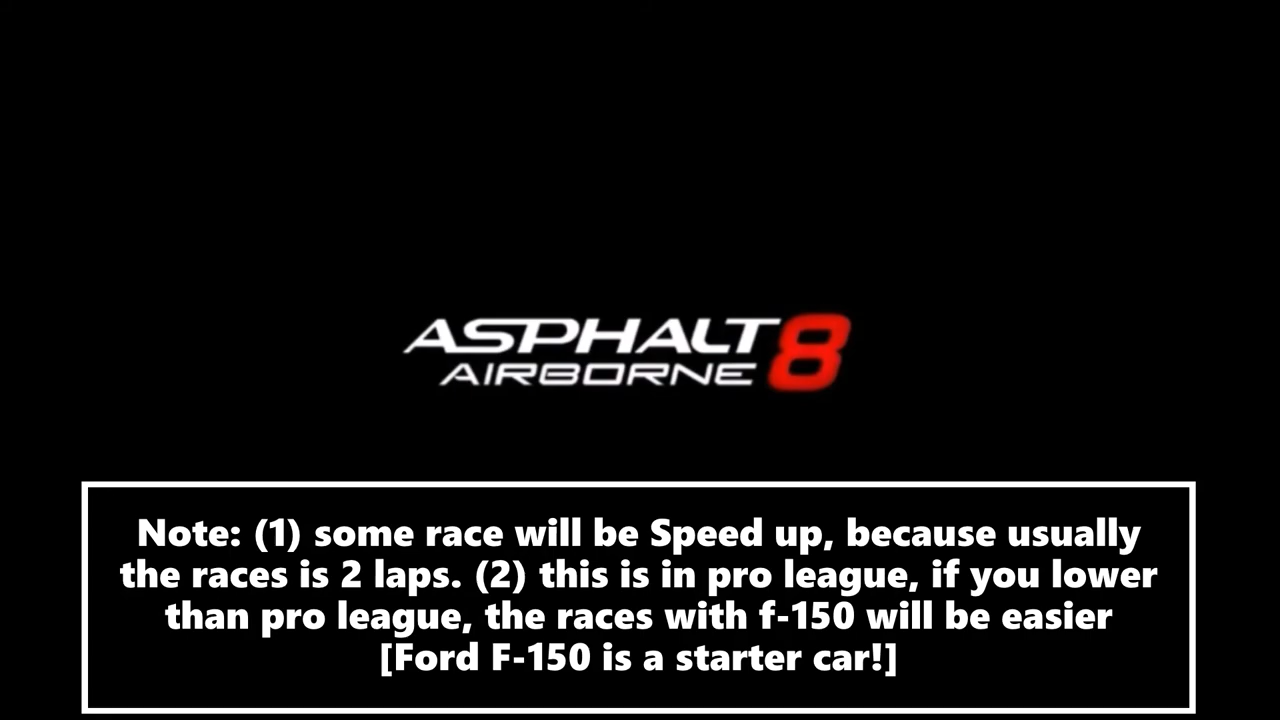 ASPHALT 8
AIRBORNE
Note: (1) some race will be Speed up, because usually
the races is 2 laps. (2) this is in pro league, if you lower
than pro league, the races with f-150 will be easier
[Ford F-150 is a starter car!]